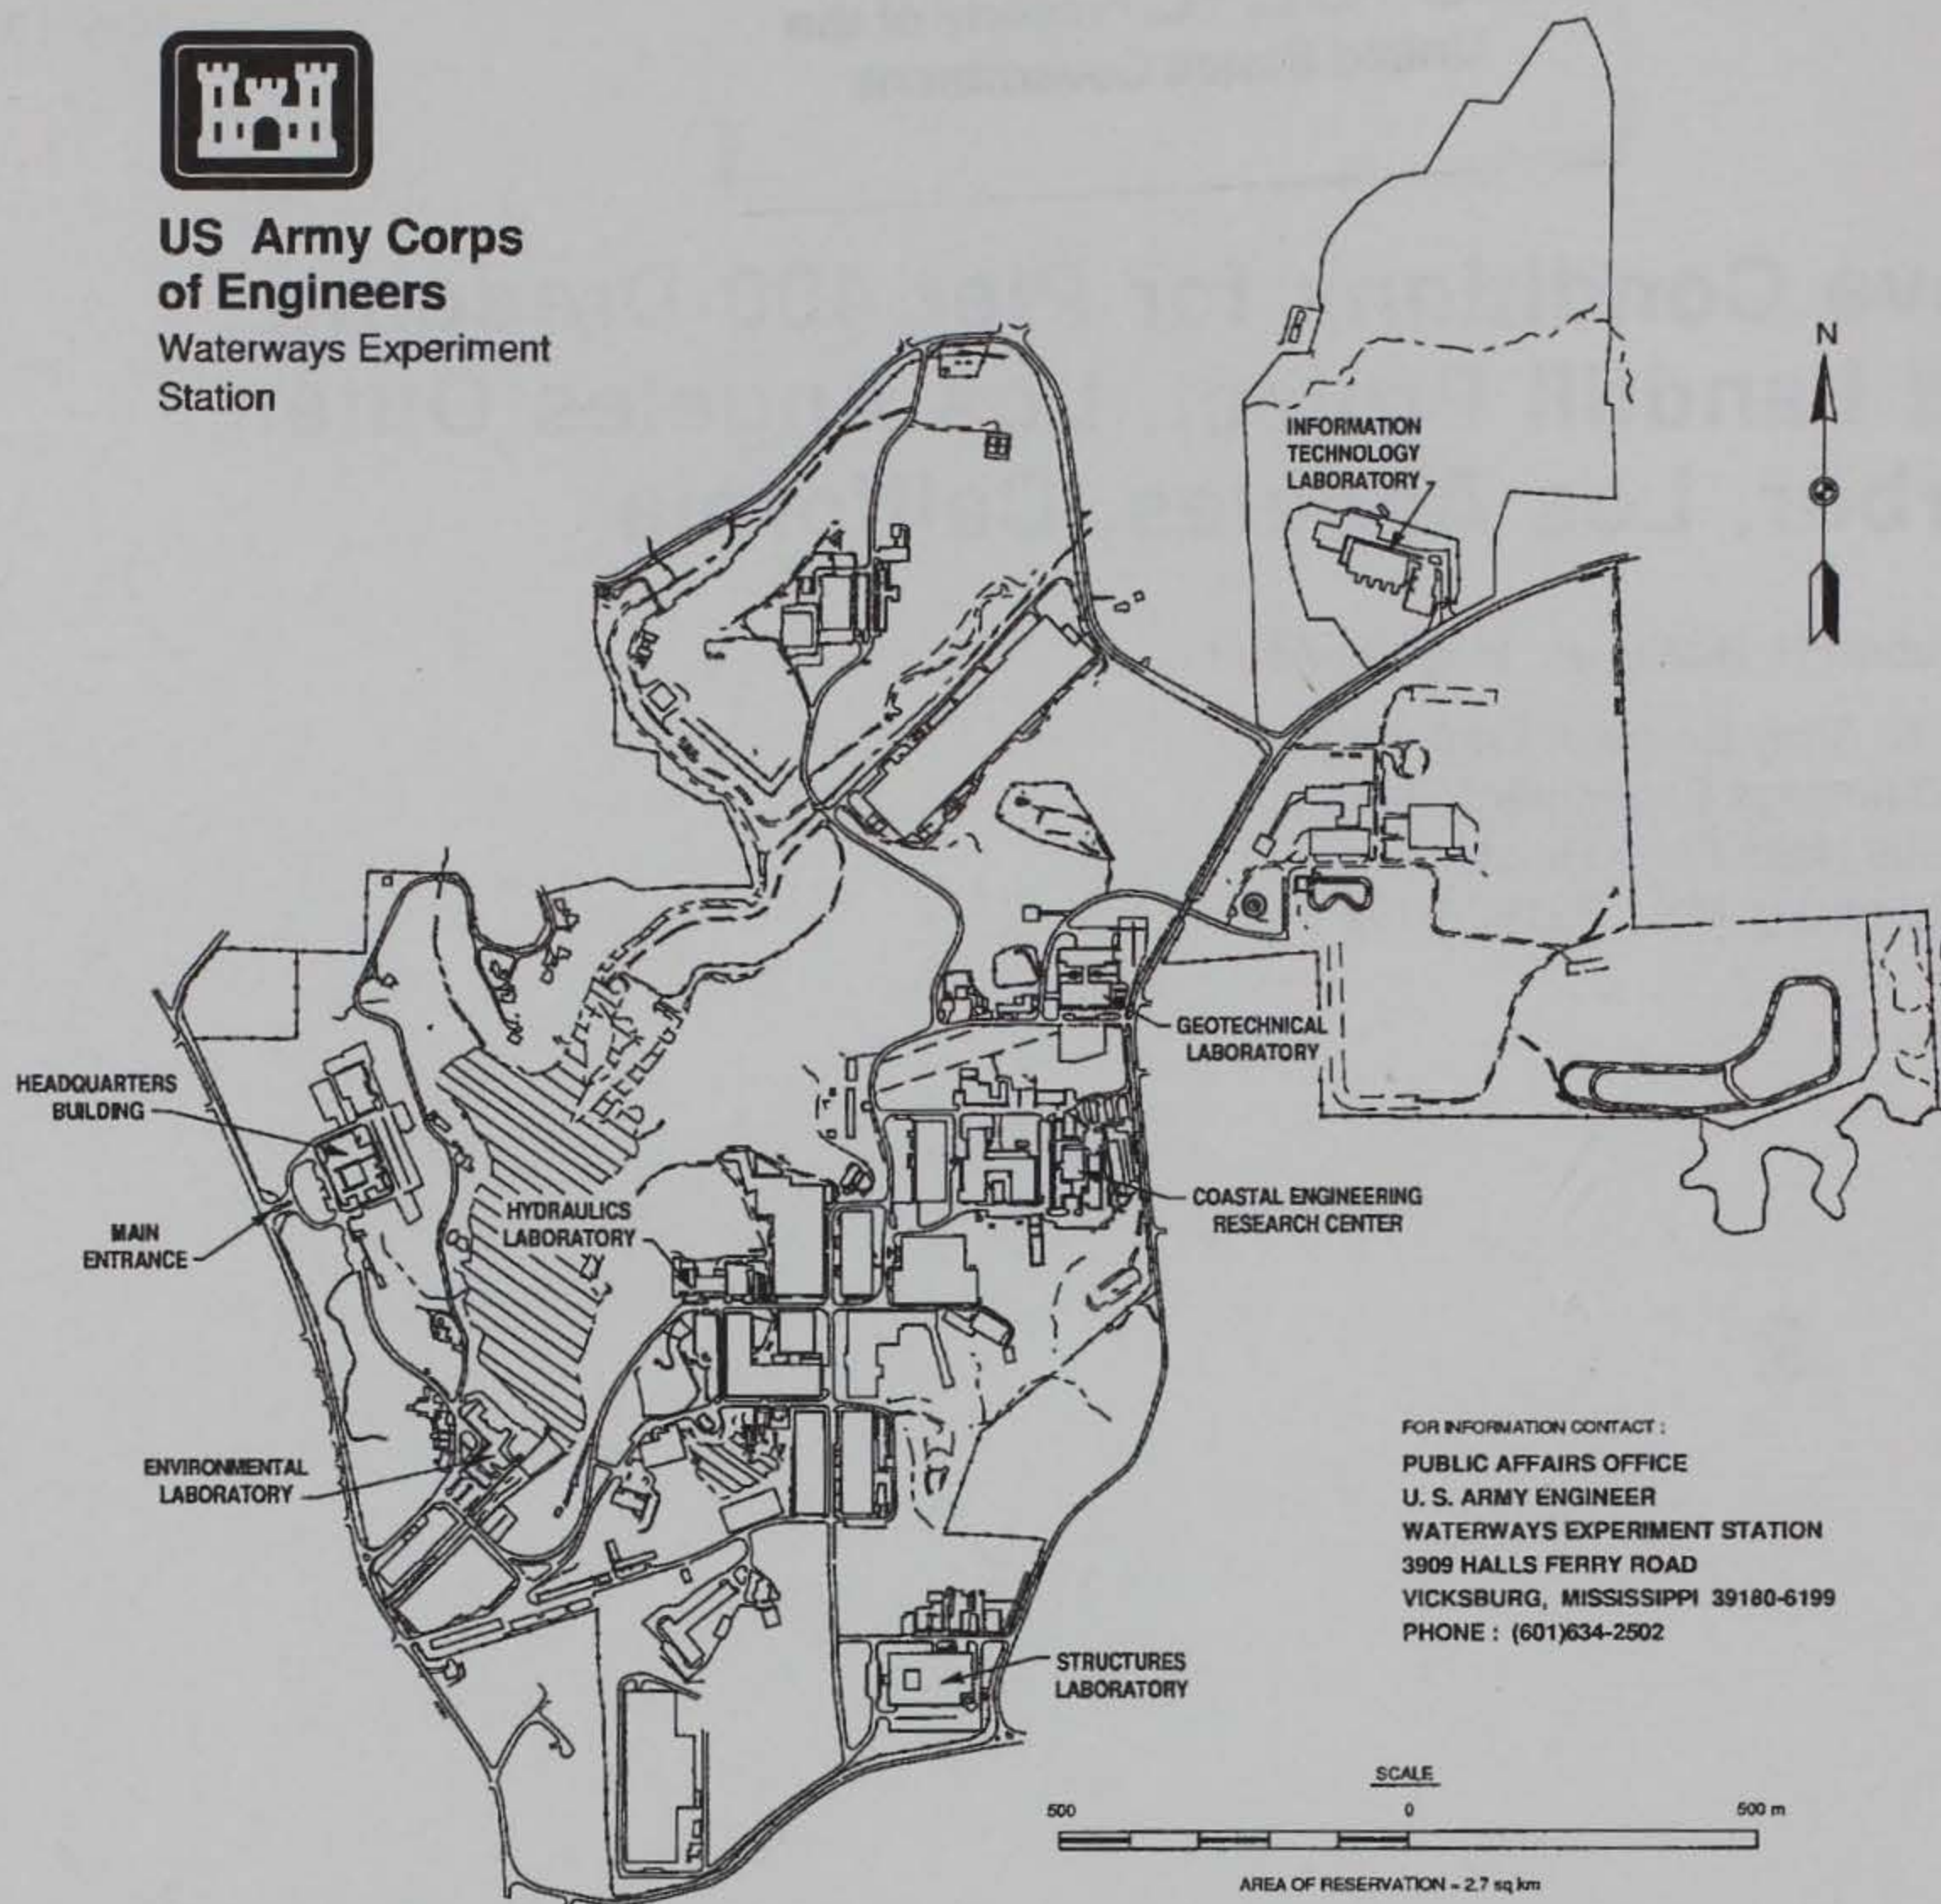 US Army Corps
of Engineers
Waterways Experiment
Station
N
INFORMATION
TECHNOLOGY
LABORATORY
GEOTECHNICAL
LABORATORY
HEADQUARTERS
BUILDING
HYDRAULICS
LABORATORY
COASTAL ENGINEERING
RESEARCH CENTER
MAIN
ENTRANCE
ENVIRONMENTAL
LABORATORY
STRUCTURES
LABORATORY
FOR INFORMATION CONTACT :
PUBLIC AFFAIRS OFFICE
U. S. ARMY ENGINEER
WATERWAYS EXPERIMENT STATION
3909 HALLS FERRY ROAD
VICKSBURG, MISSISSIPPI 39180-6199
PHONE : (601)634-2502
SCALE
500 0 500 m
AREA OF RESERVATION = 2.7 sq km